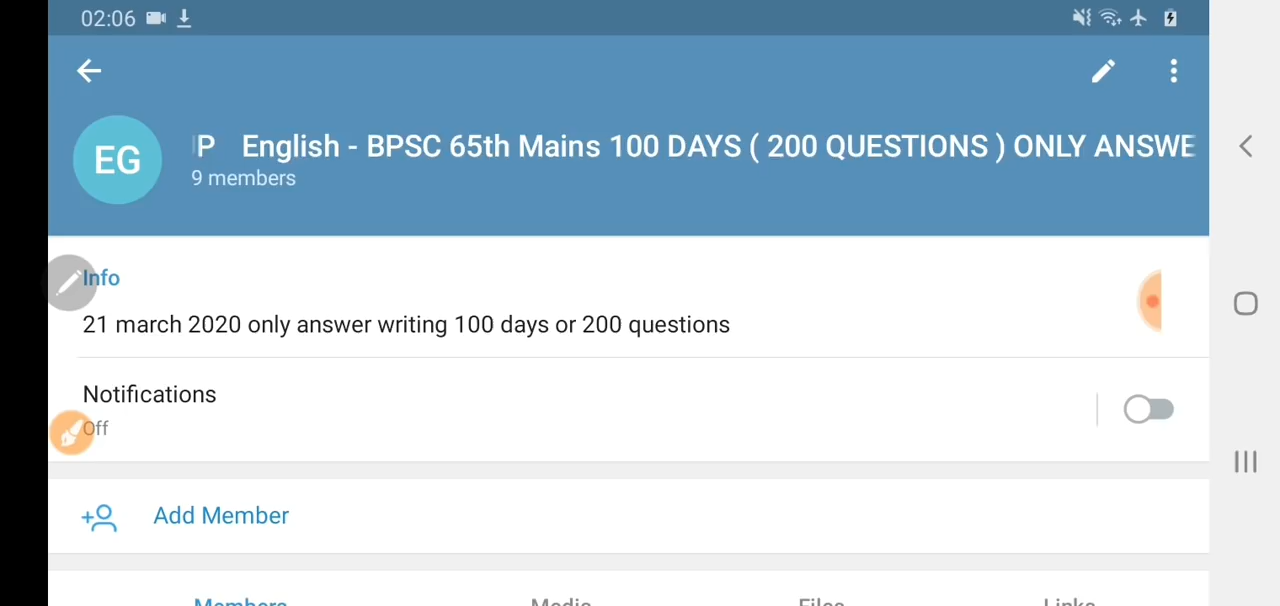 02:06
EG
P English - BPSC 65th Mains 100 DAYS ( 200 QUESTIONS ) ONLY ANSWE
9 members
Info
21 march 2020 only answer writing 100 days or 200 questions
Notifications
Off
Add Member
Members Media Files Links